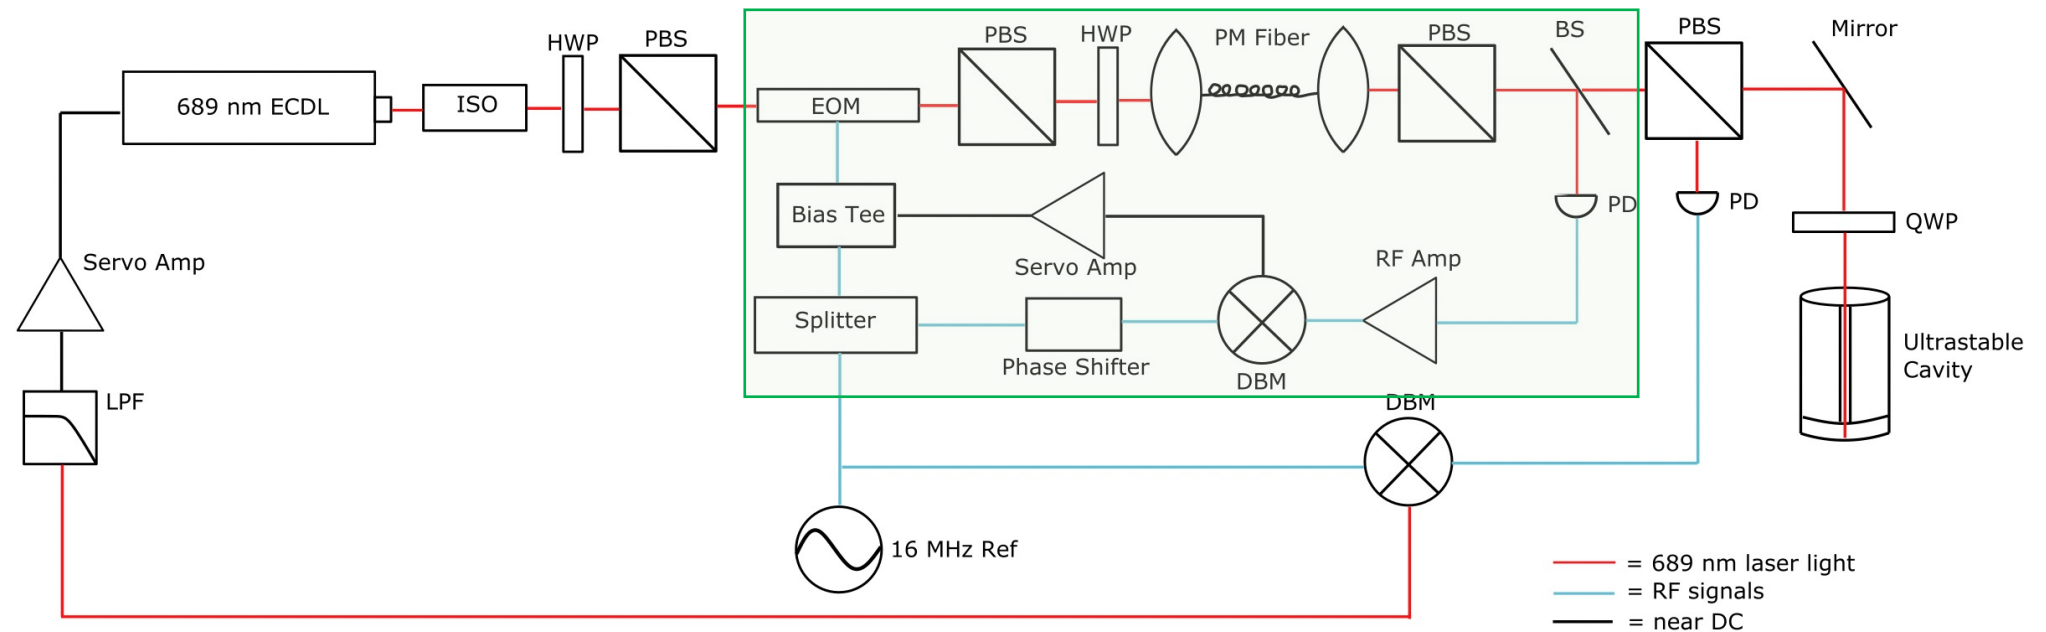 HWP
PBS
PBS
HWP
PM Fiber
PBS
BS
PBS
Mirror
689 nm ECDL
ISO
EOM
Bias Tee
PD
PD
QWP
Servo Amp
Servo Amp
RF Amp
Splitter
Phase Shifter
DBM
Ultrastable
Cavity
LPF
DBM
16 MHz Ref
= 689 nm laser light
= RF signals
= near DC